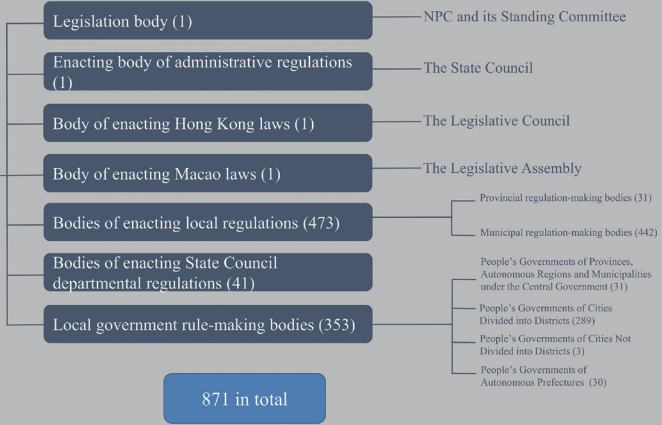 Legislation body (1)
NPC and its Standing Committee
Enacting body of administrative regulations
(1)
The State Council
Body of enacting Hong Kong laws (1)
The Legislative Council
Body of enacting Macao laws (1)
The Legislative Assembly
Bodies of enacting local regulations (473)
Provincial regulation-making bodies (31)
Municipal regulation-making bodies (442)
Bodies of enacting State Council
departmental regulations (41)
Local government rule-making bodies (353)
People's Governments of Provinces,
Autonomous Regions and Municipalities
under the Central Government (31)
People's Governments of Cities
Divided into Districts (289)
People's Governments of Cities Not
Divided into Districts (3)
People's Governments of
Autonomous Prefectures (30)
871 in total